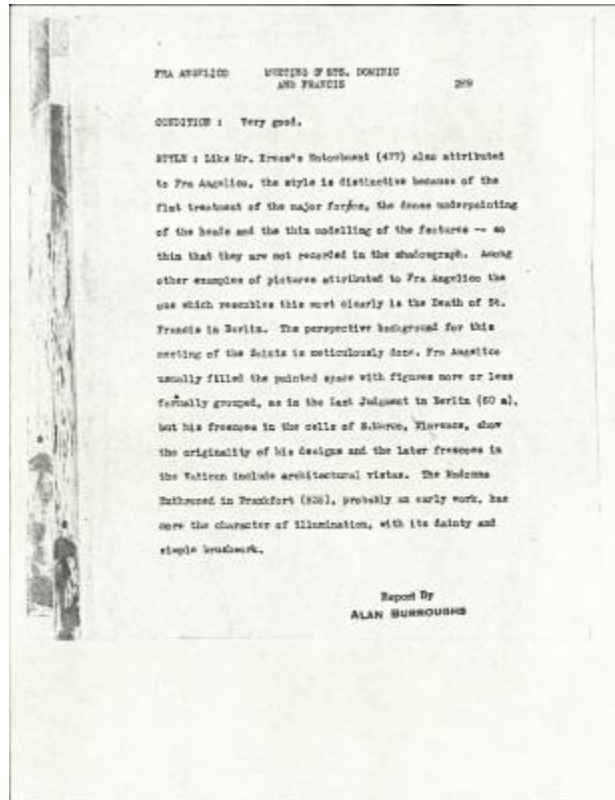 FRA ANGELICO MEETING OF STS. DOMINIC
AND FRANCIS 289
CONDITION : Very good.
STYLE : Like Mr. Kress's Entombment (477) also attributed
to Fra Angelico, the style is distinctive because of the
flat treatment of the major forms, the dense underpainting
of the heads and the thin modelling of the features -- so
thin that they are not recorded in the shadowgraph. Among
other examples of pictures attributed to Fra Angelico the
one which resembles this most clearly is the Death of St.
Francis in Berlin. The perspective background for this
meeting of the Saints is meticulously done. Fra Angelico
usually filled the painted space with figures more or less
formally grouped, as in the Last Judgment in Berlin (60 a),
but his frescoes in the cells of S.Marco, Florence, show
the originality of his designs and the later frescoes in
the Vatican include architectural vistas. The Madonna
Enthroned in Frankfort, probably an early work, has
more the character of illumination, with its dainty and
simple brushwork.
Report By
ALAN BURROUGHS